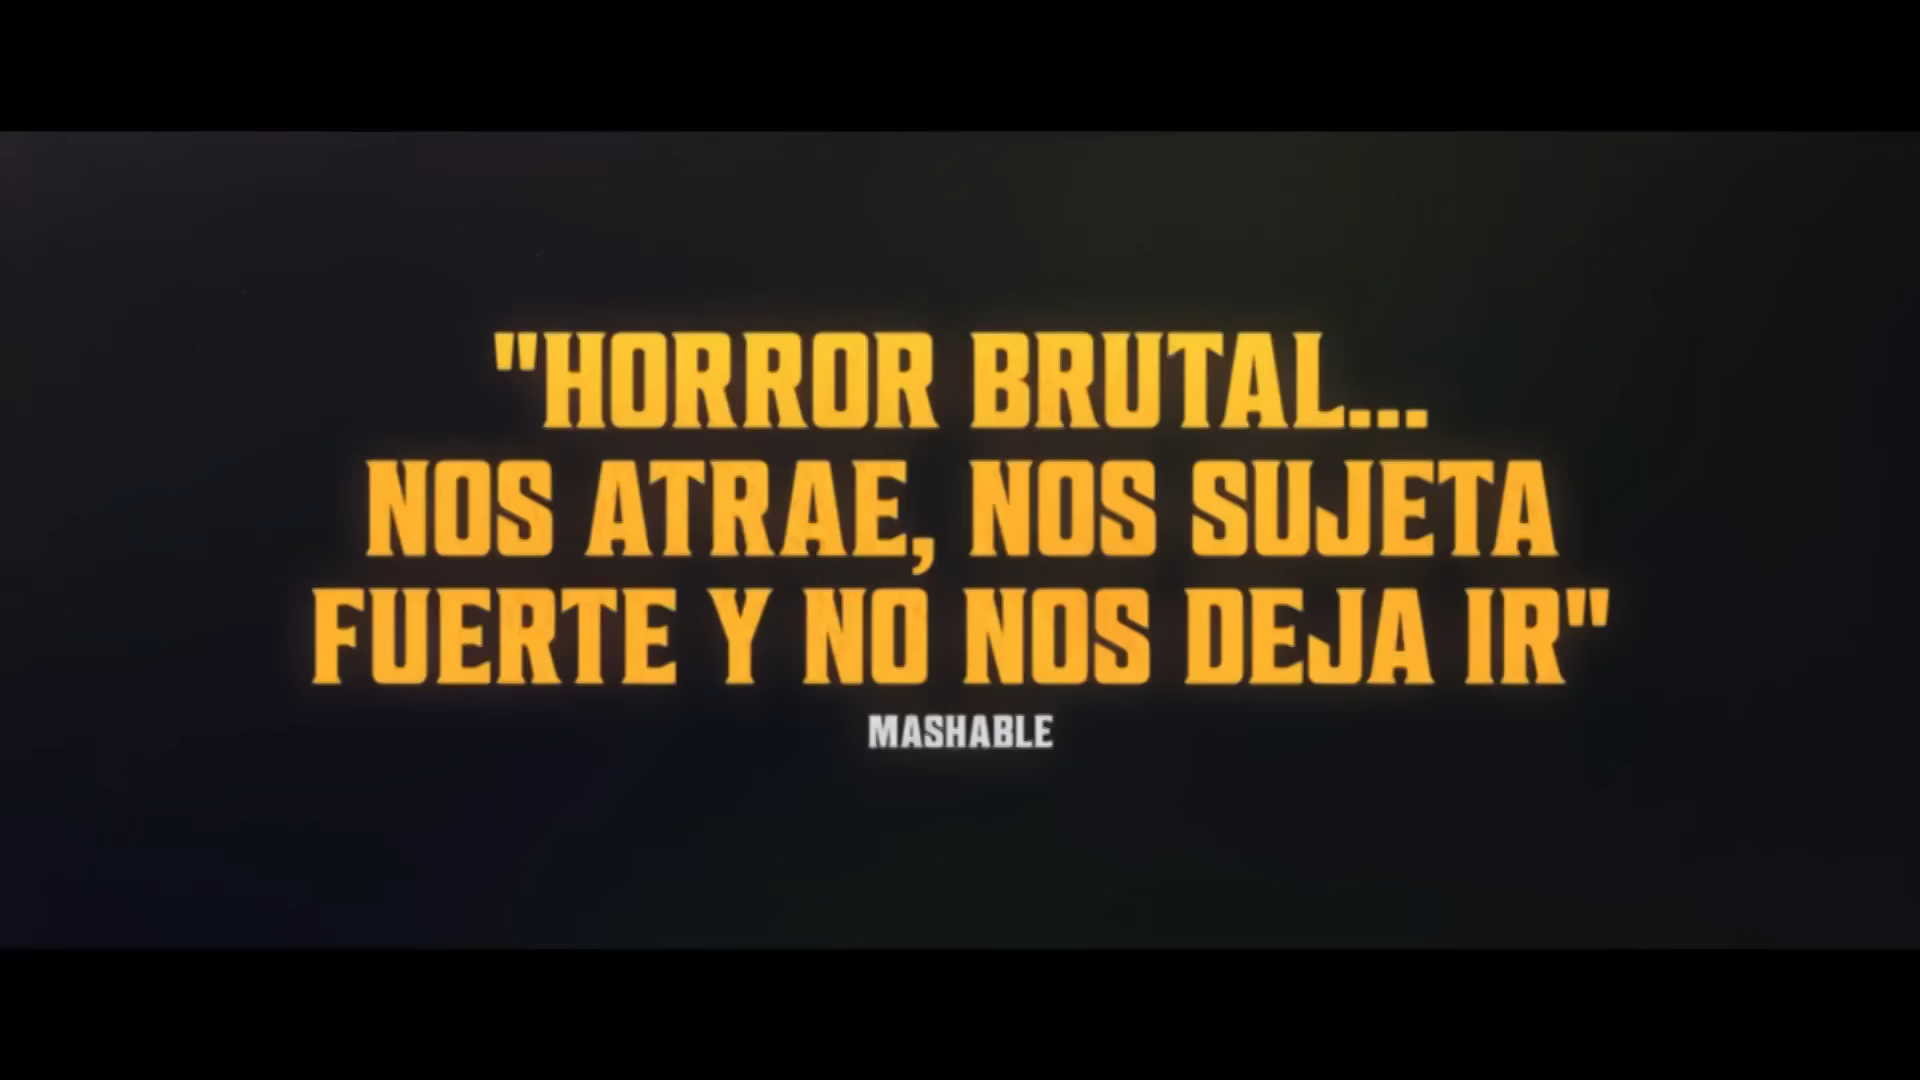 "HORROR BRUTAL...
NOS ATRAE, NOS SUJETA
FUERTE Y NO NOS DEJA IR"
MASHABLE